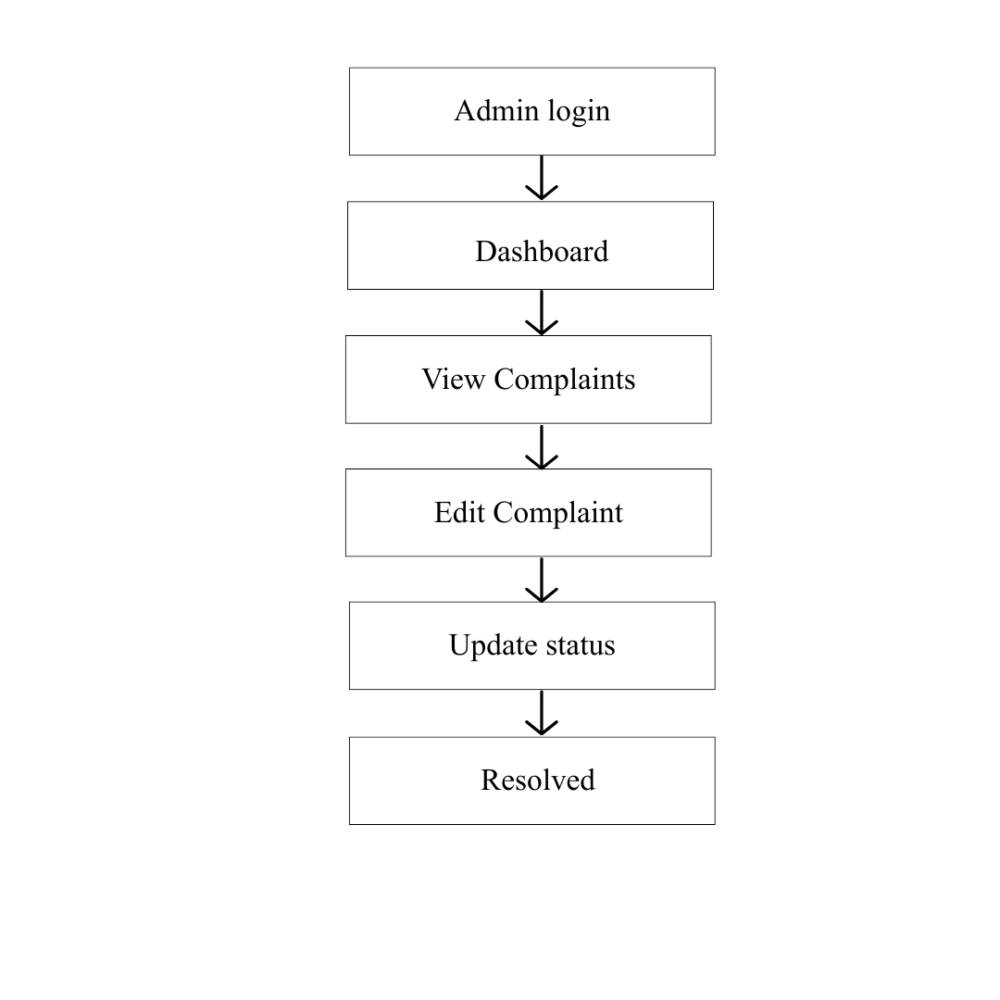 Admin login
Dashboard
View Complaints
Edit Complaint
Update status
Resolved